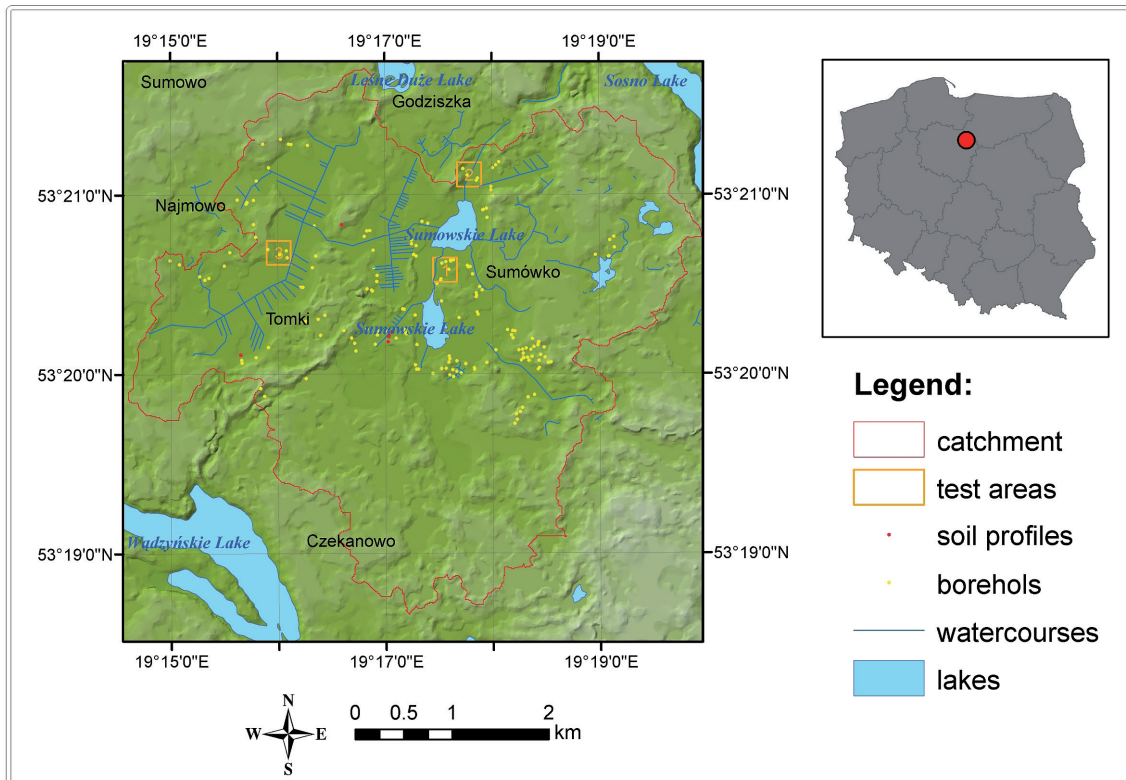 19°15'0"E 19°17'0"E 19°19'0"E
Sumowo
Leśne Duże Lake
Sosno Lake
Godziszka
53°21'0"N
53°21'0"N
Najmowo
Sumowskie Lake
Sumówko
Tomki
Sumowskie Lake
53°20'0"N
53°20'0"N
Wądzyńskie Lake
Czekanowo
53°19'0"N
53°19'0"N
19°15'0"E 19°17'0"E 19°19'0"E
N
W E
S
0 0.5 1 2
km
Legend:
catchment
test areas
soil profiles
borehols
watercourses
lakes